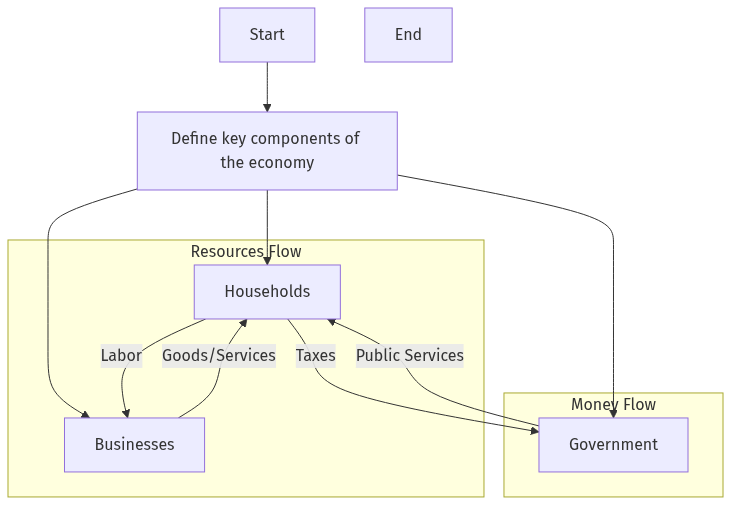 Start
End
Define key components of
the economy
Resources Flow
Households
Labor
Goods/Services
Taxes
Public Services
Money Flow
Businesses
Government